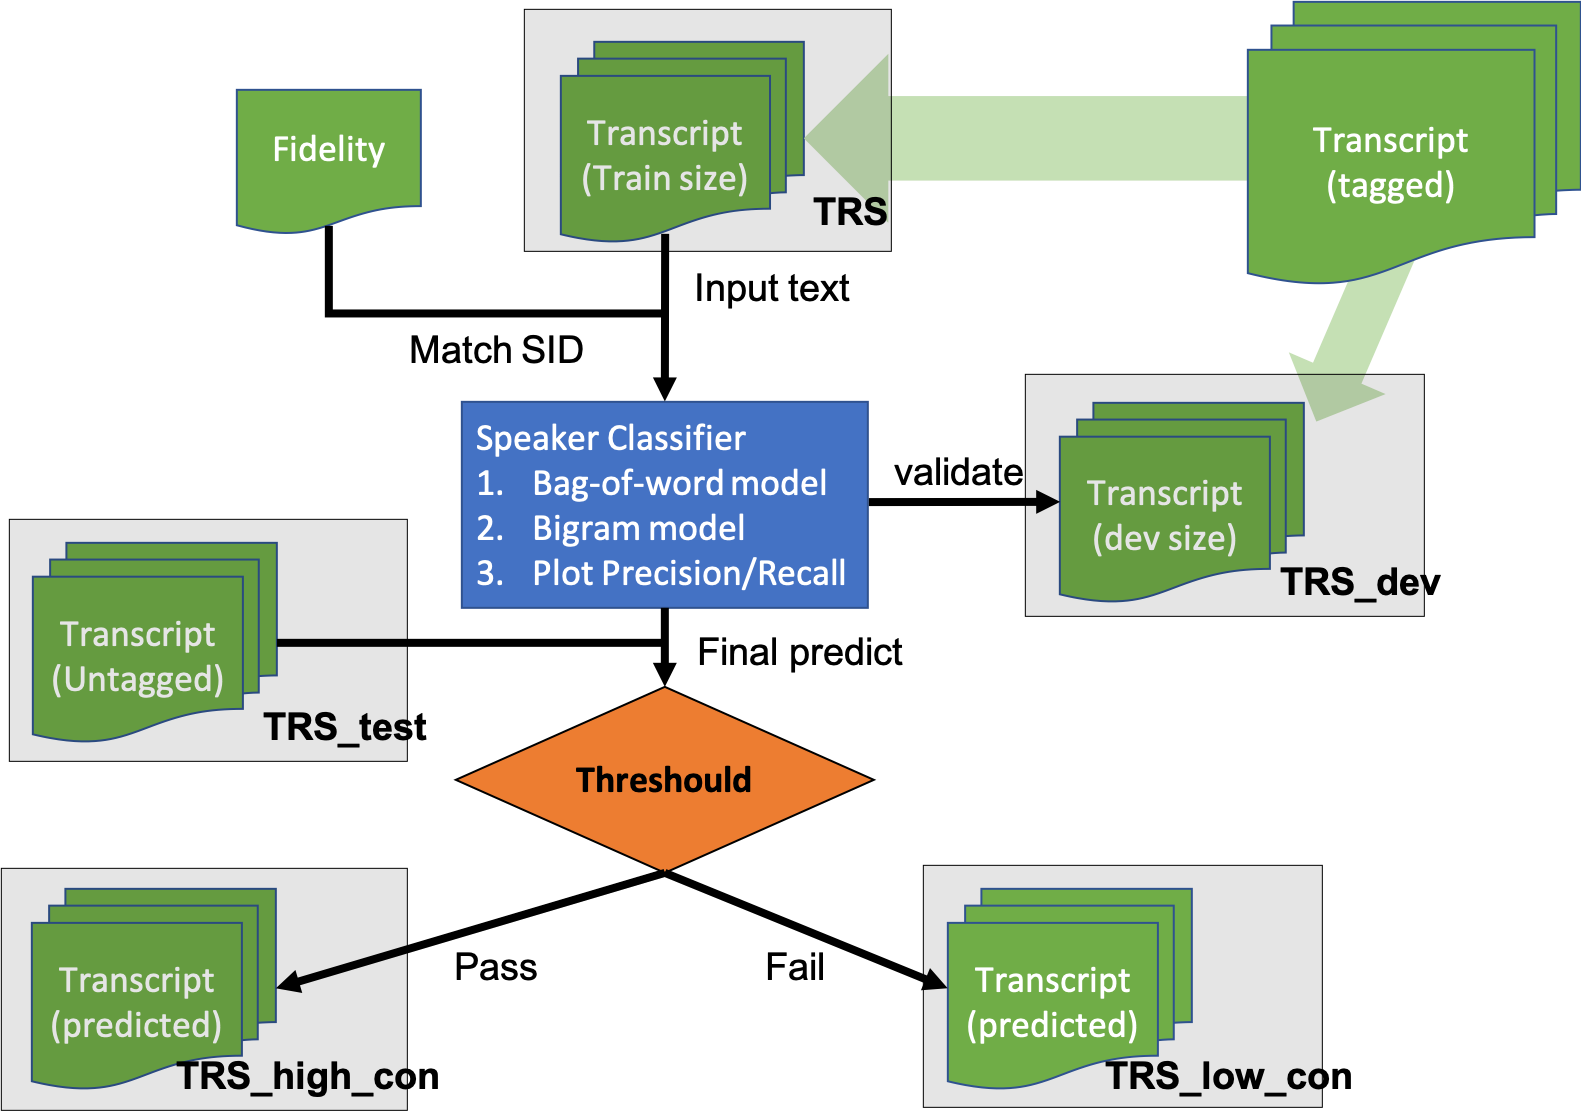 Fidelity
Transcript
(Train size)
TRS
Transcript
(tagged)
Input text
Match SID
Speaker Classifier
1. Bag-of-word model
2. Bigram model
3. Plot Precision/Recall
validate
Transcript
(dev size)
TRS_dev
Transcript
(Untagged)
TRS_test
Final predict
Threshould
Pass
Fail
Transcript
(predicted)
TRS_high_con
Transcript
(predicted)
TRS_low_con